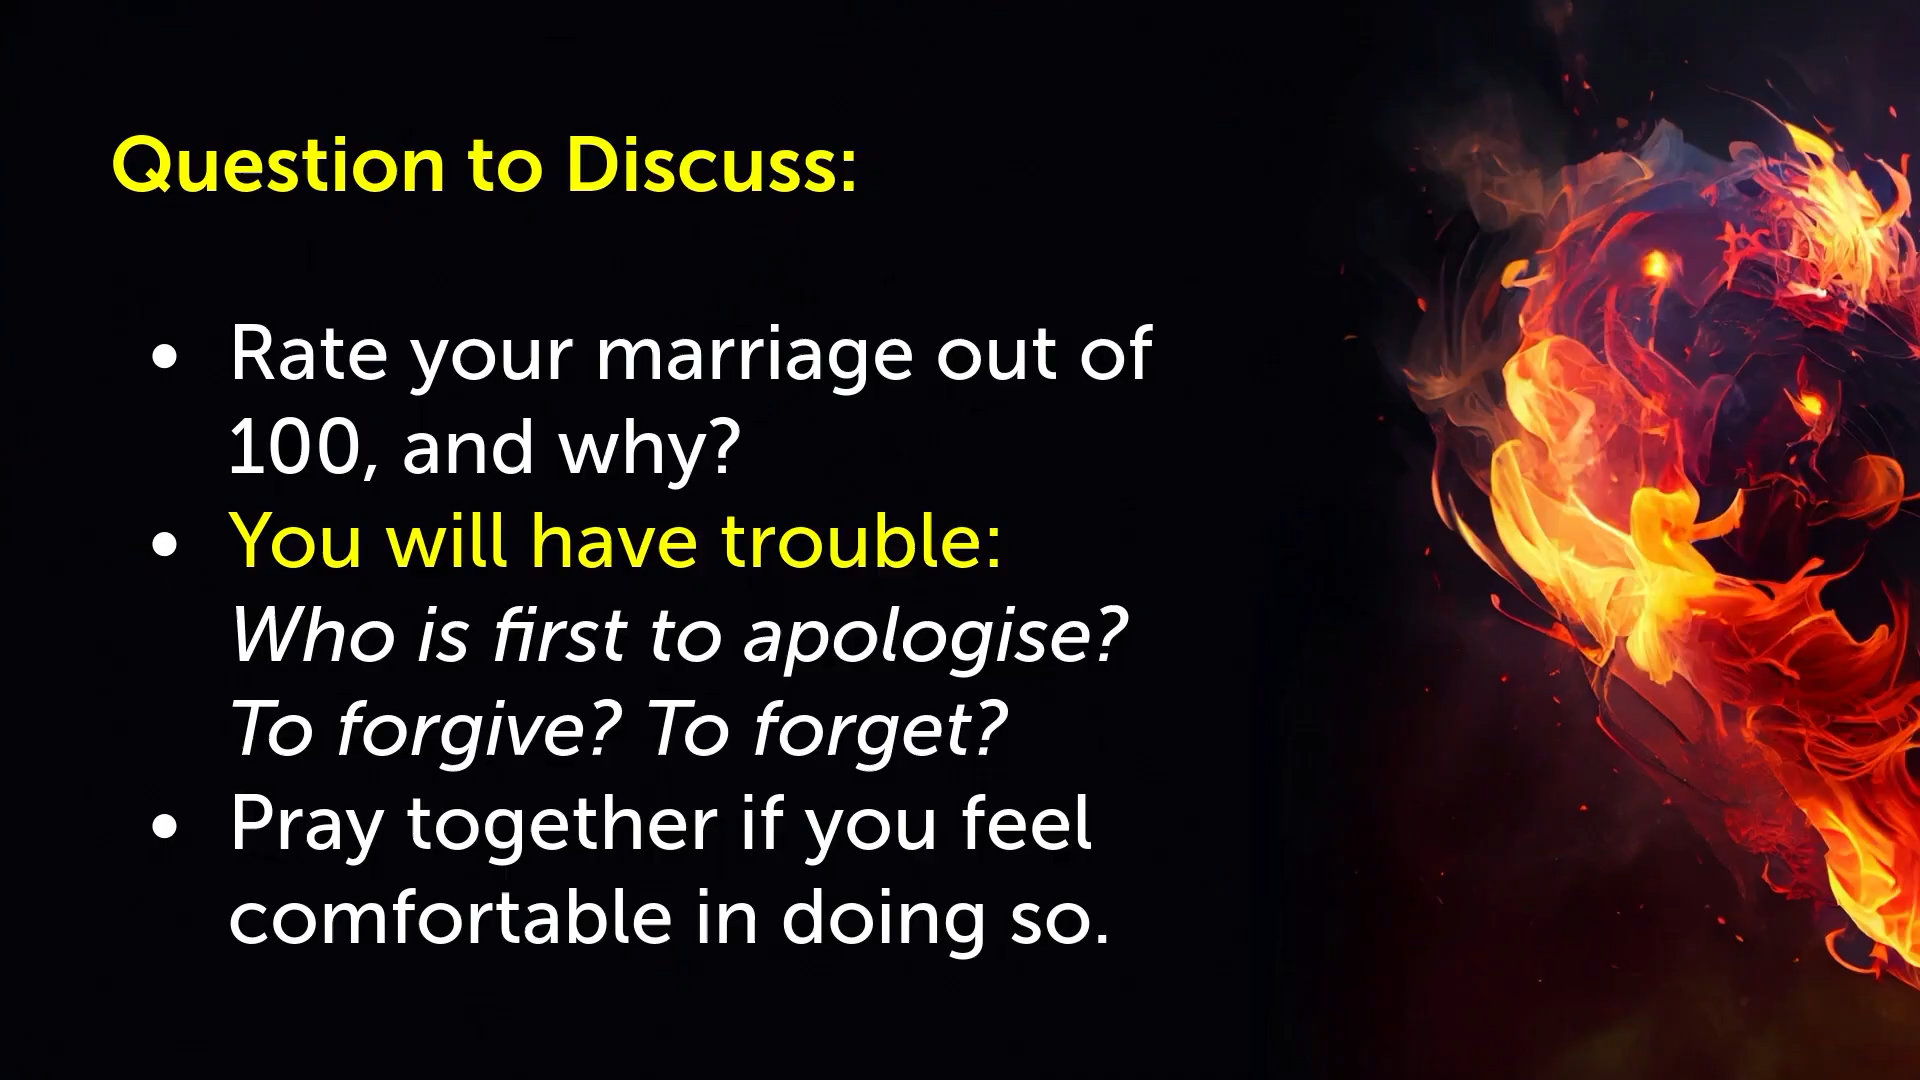 Question to Discuss:
• Rate your marriage out of
100, and why?
• You will have trouble:
Who is first to apologise?
To forgive? To forget?
• Pray together if you feel
comfortable in doing so.